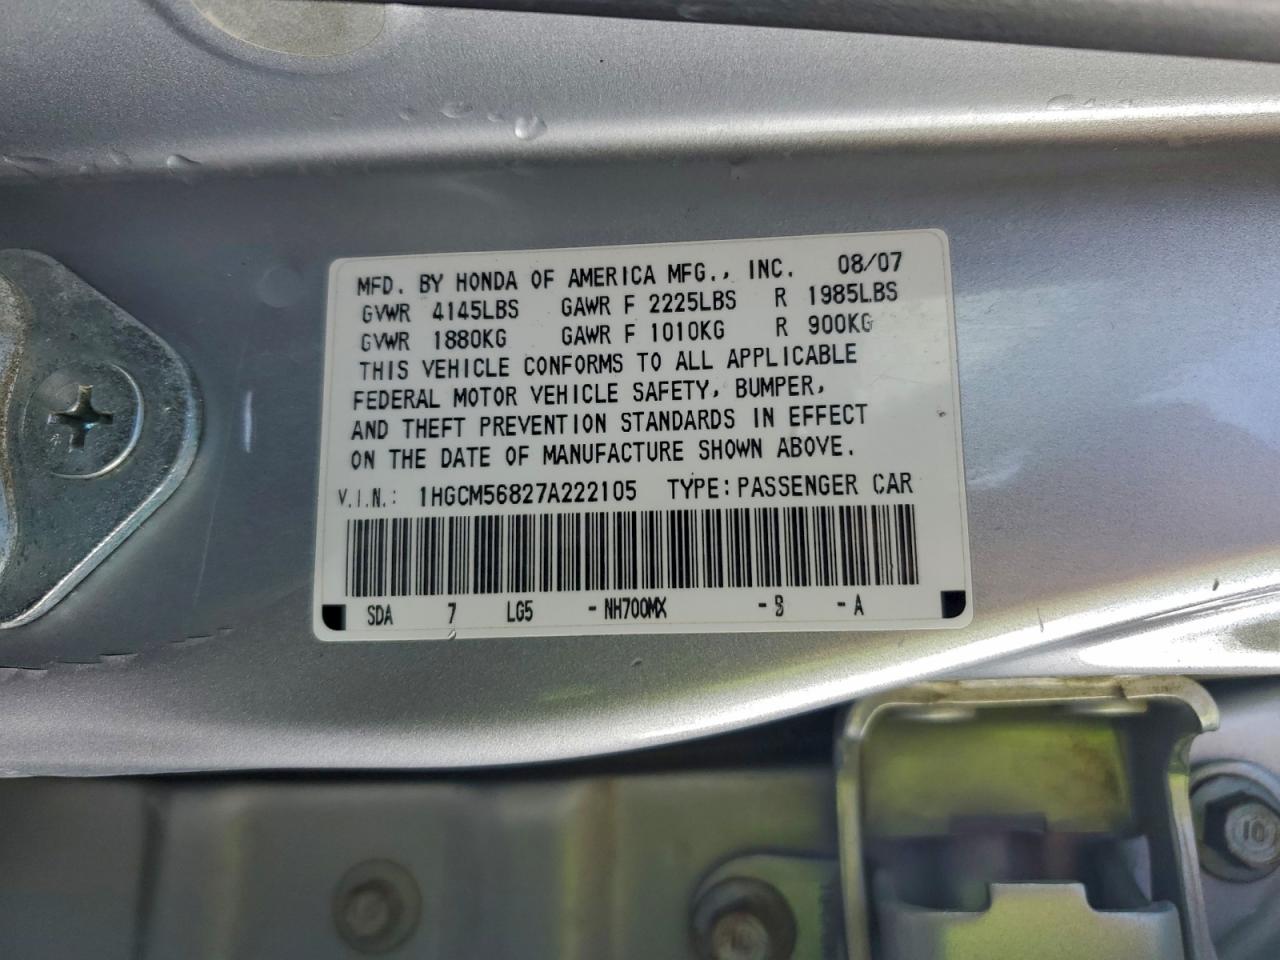 MFD. BY HONDA OF AMERICA MFG., INC. 08/07
GVWR 4145LBS GAWR F 2225LBS R 1985LBS
GVWR 1880KG GAWR F 1010KG R 900KG
THIS VEHICLE CONFORMS TO ALL APPLICABLE
FEDERAL MOTOR VEHICLE SAFETY, BUMPER,
AND THEFT PREVENTION STANDARDS IN EFFECT
ON THE DATE OF MANUFACTURE SHOWN ABOVE.
V.I.N.: 1HGCM56827A222105 TYPE:PASSENGER CAR
SDA 7 LG5 -NH700MX - -A
10